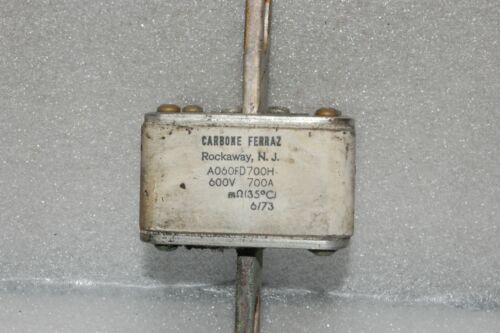 CARBONE FERRAZ
Rockaway, N. J.
A060FD700H
600V 700A
mΩ(35°C)
6/73